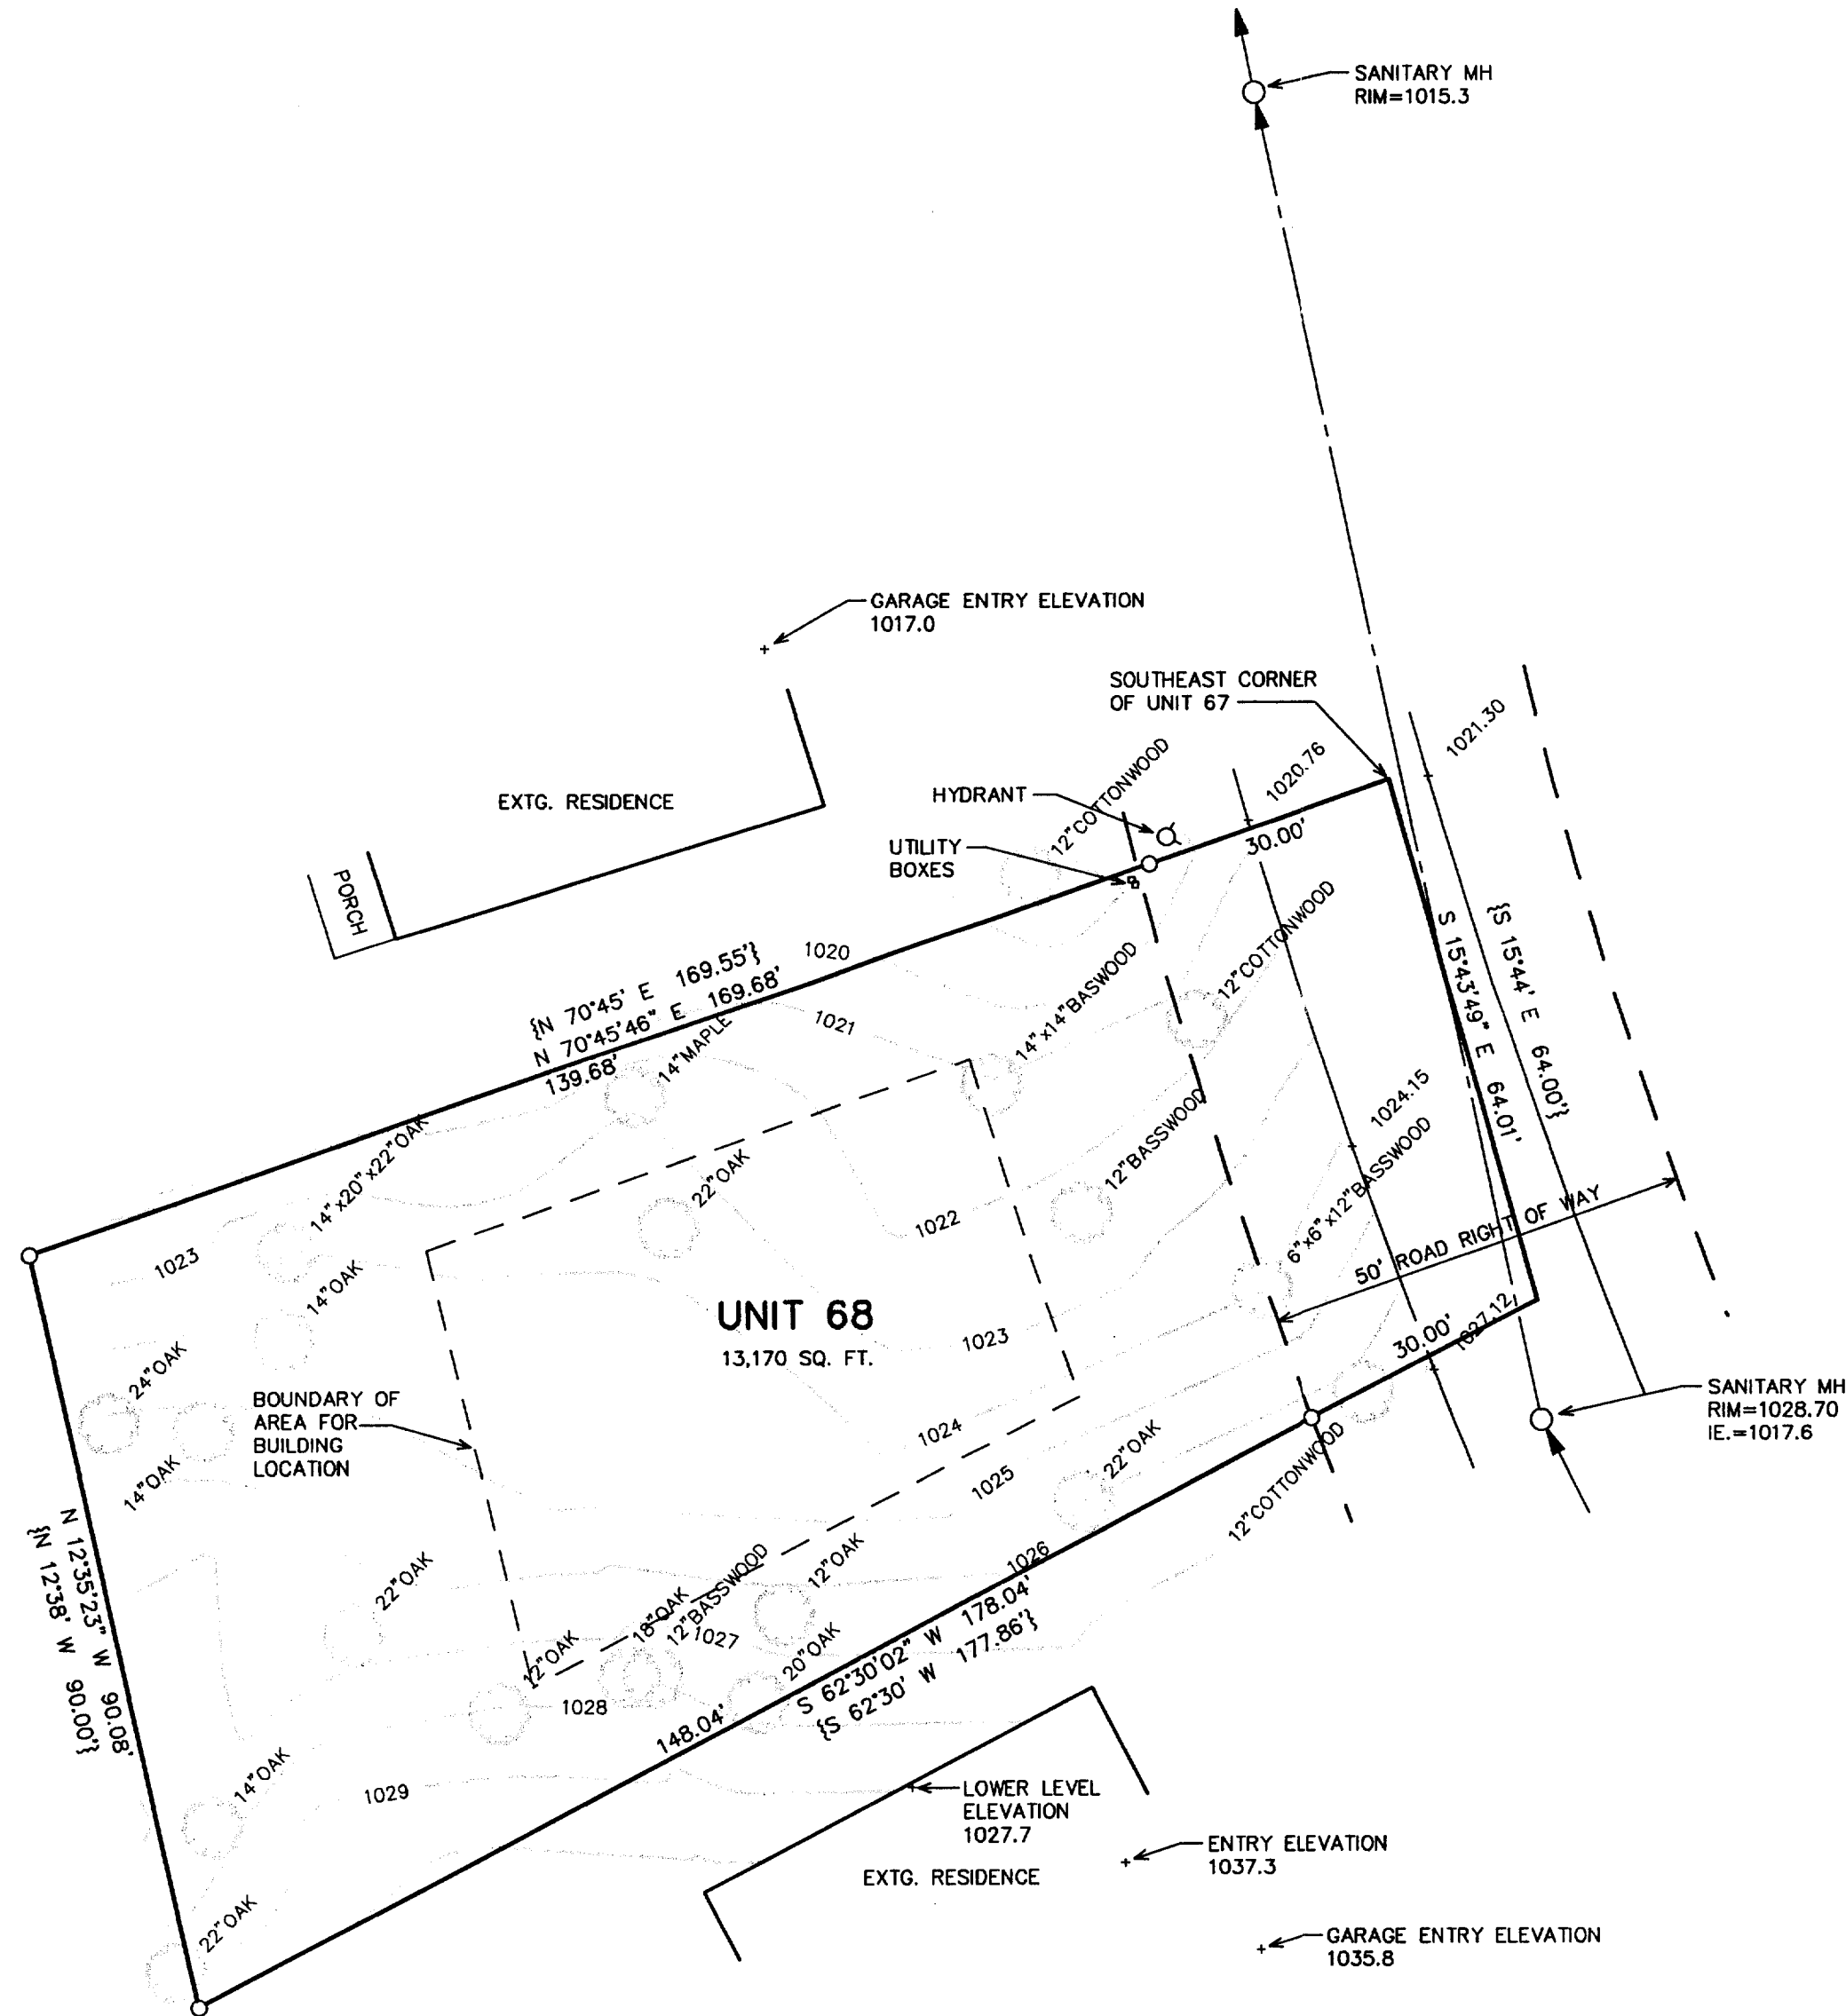 SANITARY MH
RIM=1015.3
GARAGE ENTRY ELEVATION
1017.0
SOUTHEAST CORNER
OF UNIT 67
1021.30
1020.76
12"COTTONWOOD
HYDRANT
EXTG. RESIDENCE
UTILITY
BOXES
30.00'
PORCH
{N 70°45' E 169.55'}
N 70°45'46" E 169.68'
139.68'
1020
1021
14"x14"BASWOOD
12"COTTONWOOD
S 15°43'49" E 64.01'
{S 15°44' E 64.00'}
14"MAPLE
1024.15
14"x20"x22"OAK
22"OAK
12"BASSWOOD
6"x6"x12"BASSWOOD
50' ROAD RIGHT OF WAY
1022
1023
14"OAK
UNIT 68
13,170 SQ. FT.
1023
30.00'
1027.12
24"OAK
BOUNDARY OF
AREA FOR
BUILDING
LOCATION
SANITARY MH
RIM=1028.70
IE.=1017.6
1024
14"OAK
1025
22"OAK
12"COTTONWOOD
N 12°35'23" W 90.08'
{N 12°38' W 90.00'}
22"OAK
12"OAK
1026
18"OAK
12"BASSWOOD
1027
12"OAK
20"OAK
S 62°30'02" W 178.04'
{S 62°30' W 177.86'}
148.04'
1028
14"OAK
1029
LOWER LEVEL
ELEVATION
1027.7
ENTRY ELEVATION
1037.3
EXTG. RESIDENCE
22"OAK
GARAGE ENTRY ELEVATION
1035.8